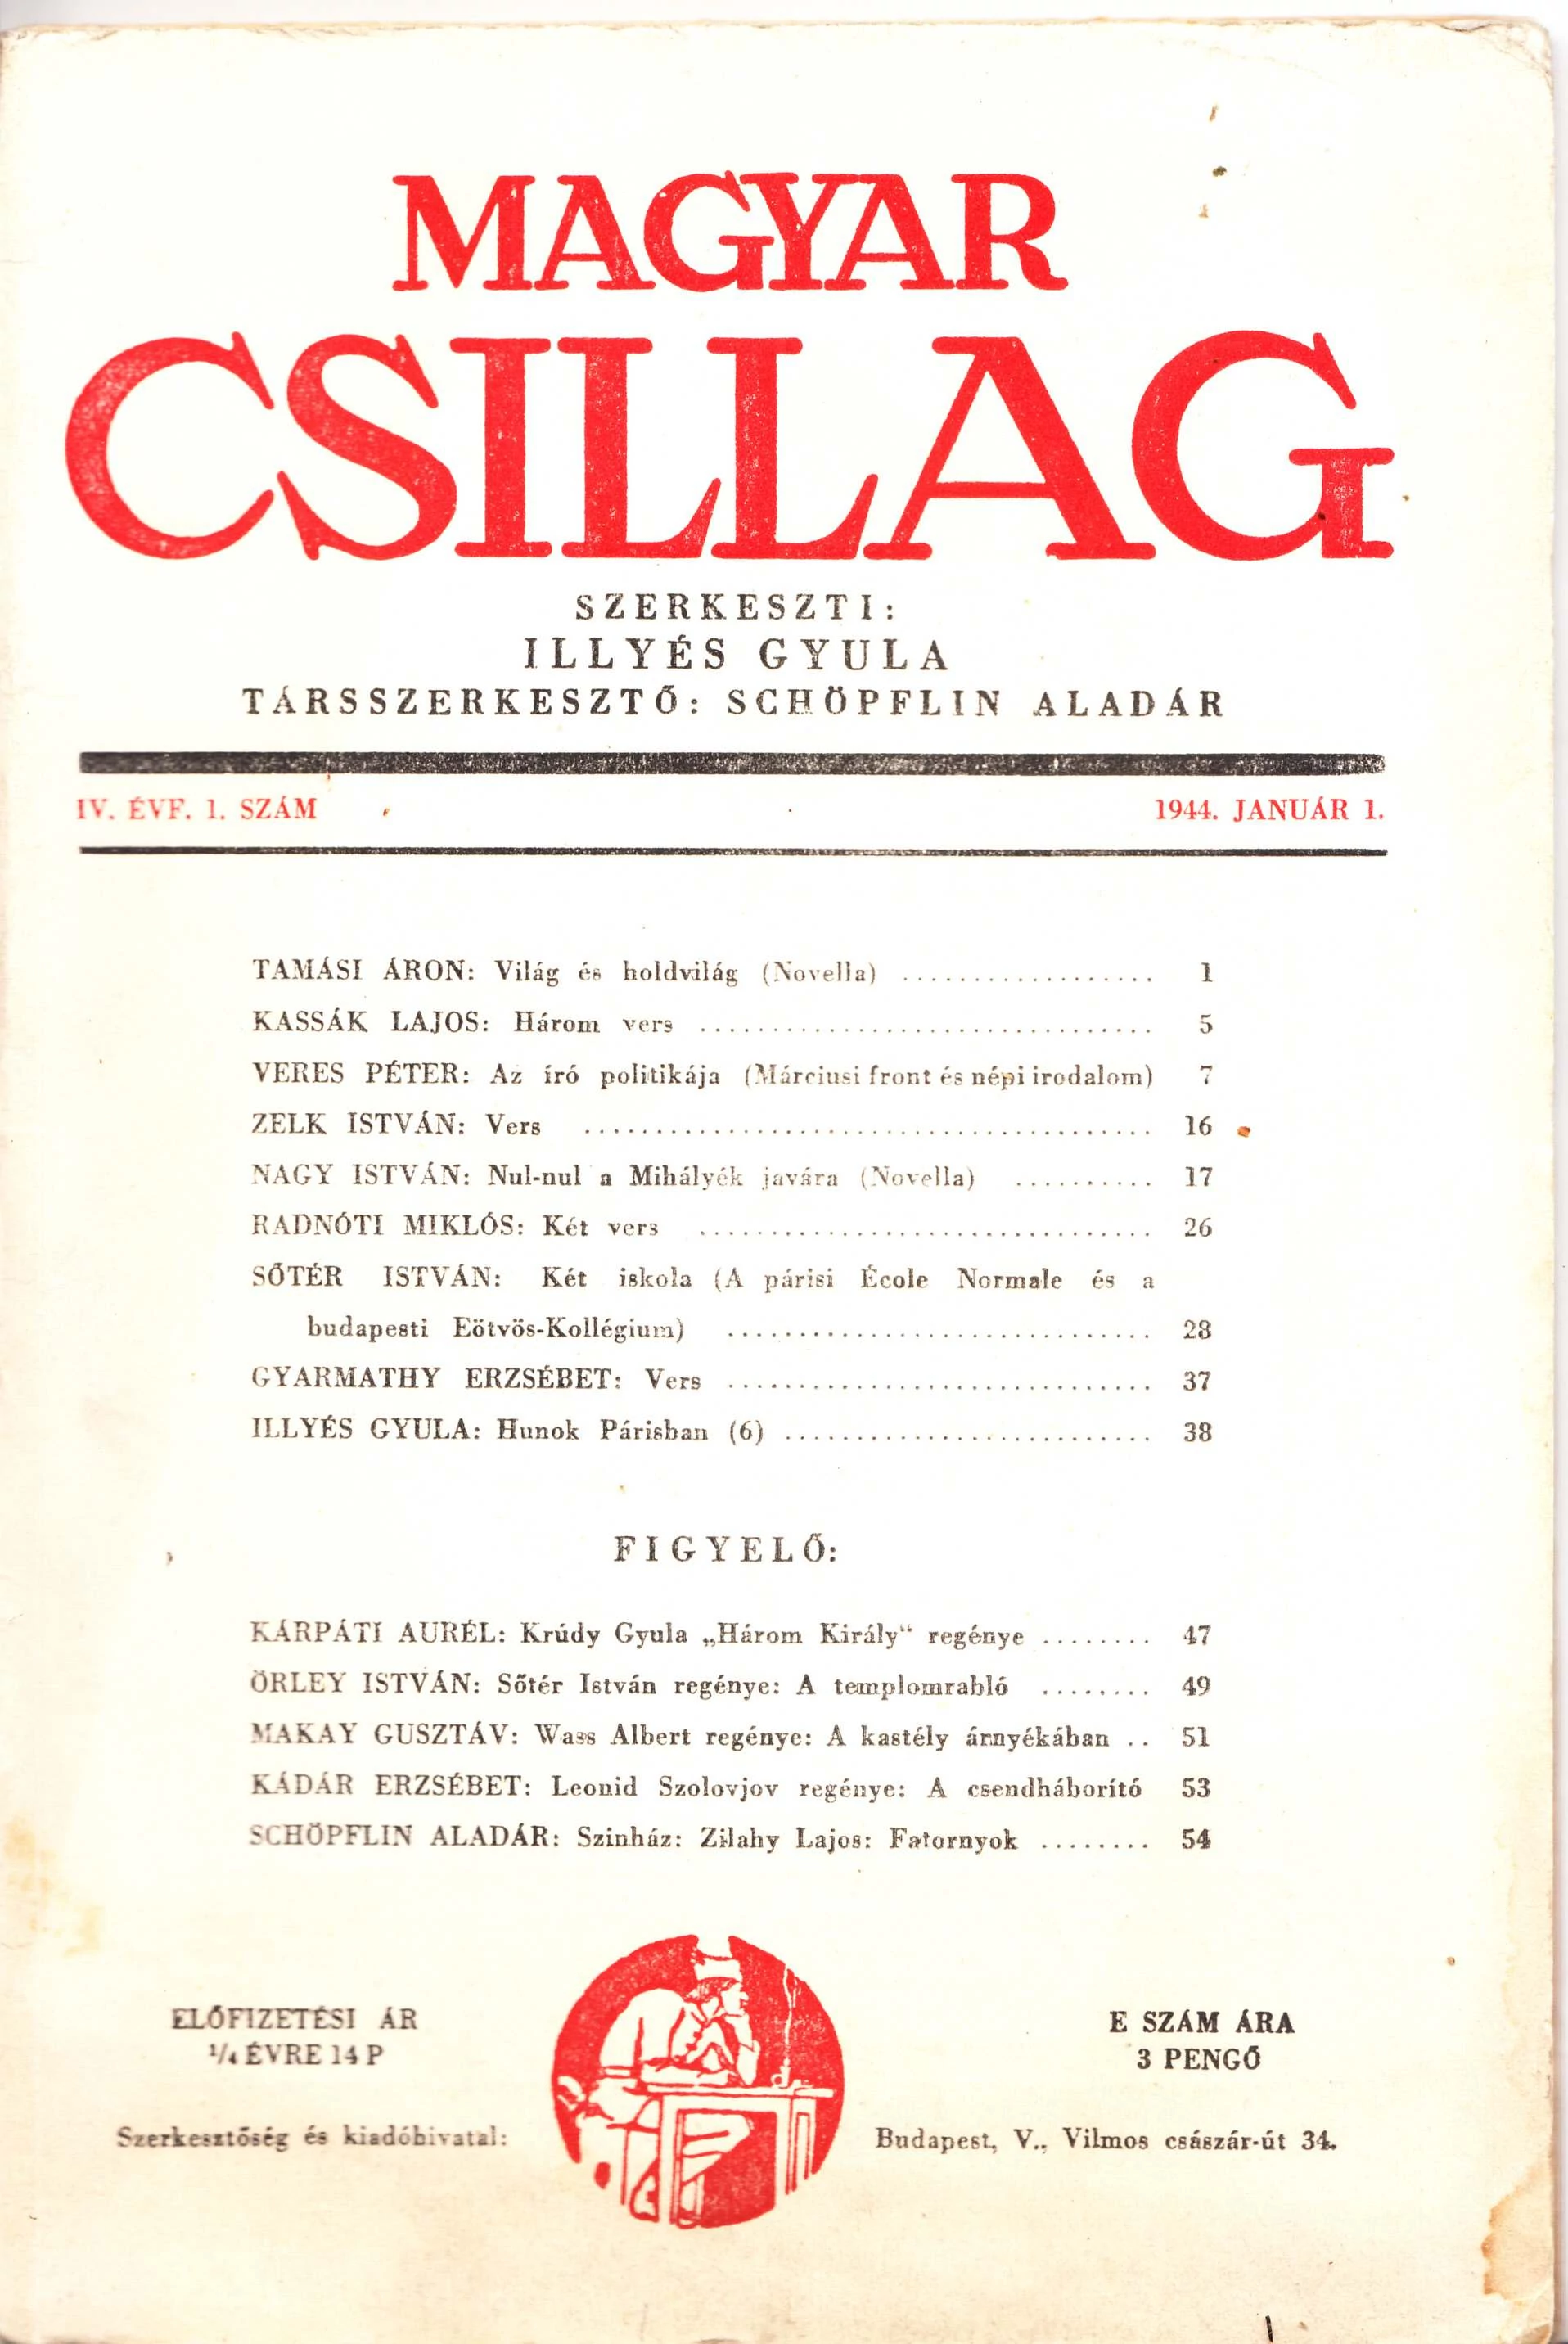 MAGYAR
CSILLAG
SZERKESZTI:
ILLYÉS GYULA
TÁRSSZERKESZTŐ: SCHÖPFLIN ALADÁR
IV. ÉVF. 1. SZÁM 1944. JANUÁR 1.
TAMÁSI ÁRON: Világ és holdvilág (Novella) .................. 1
KASSÁK LAJOS: Három vers ................................ 5
VERES PÉTER: Az író politikája (Márciusi front és népi irodalom) 7
ZELK ISTVÁN: Vers ........................................ 16
NAGY ISTVÁN: Nul-nul a Mihályék javára (Novella) .......... 17
RADNÓTI MIKLÓS: Két vers ................................ 26
SŐTÉR ISTVÁN: Két iskola (A párisi École Normale és a
budapesti Eötvös-Kollégium) .............................. 28
GYARMATHY ERZSÉBET: Vers .............................. 37
ILLYÉS GYULA: Hunok Párisban (6) .......................... 38
FIGYELŐ:
KÁRPÁTI AURÉL: Krúdy Gyula „Három Király“ regénye ........ 47
ÖRLEY ISTVÁN: Sőtér István regénye: A templomrabló ........ 49
MAKAY GUSZTÁV: Wass Albert regénye: A kastély árnyékában .. 51
KÁDÁR ERZSÉBET: Leonid Szolovjov regénye: A csendháborító 53
SCHÖPFLIN ALADÁR: Szinház: Zilahy Lajos: Fatornyok ........ 54
ELŐFIZETÉSI ÁR
¼ ÉVRE 14 P
E SZÁM ÁRA
3 PENGŐ
Szerkesztőség és kiadóhivatal: Budapest, V., Vilmos császár-út 34.